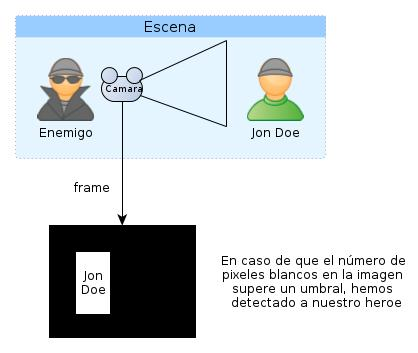 Escena
Camara
Enemigo
Jon Doe
frame
Jon
Doe
En caso de que el número de
pixeles blancos en la imagen
supere un umbral, hemos
detectado a nuestro heroe